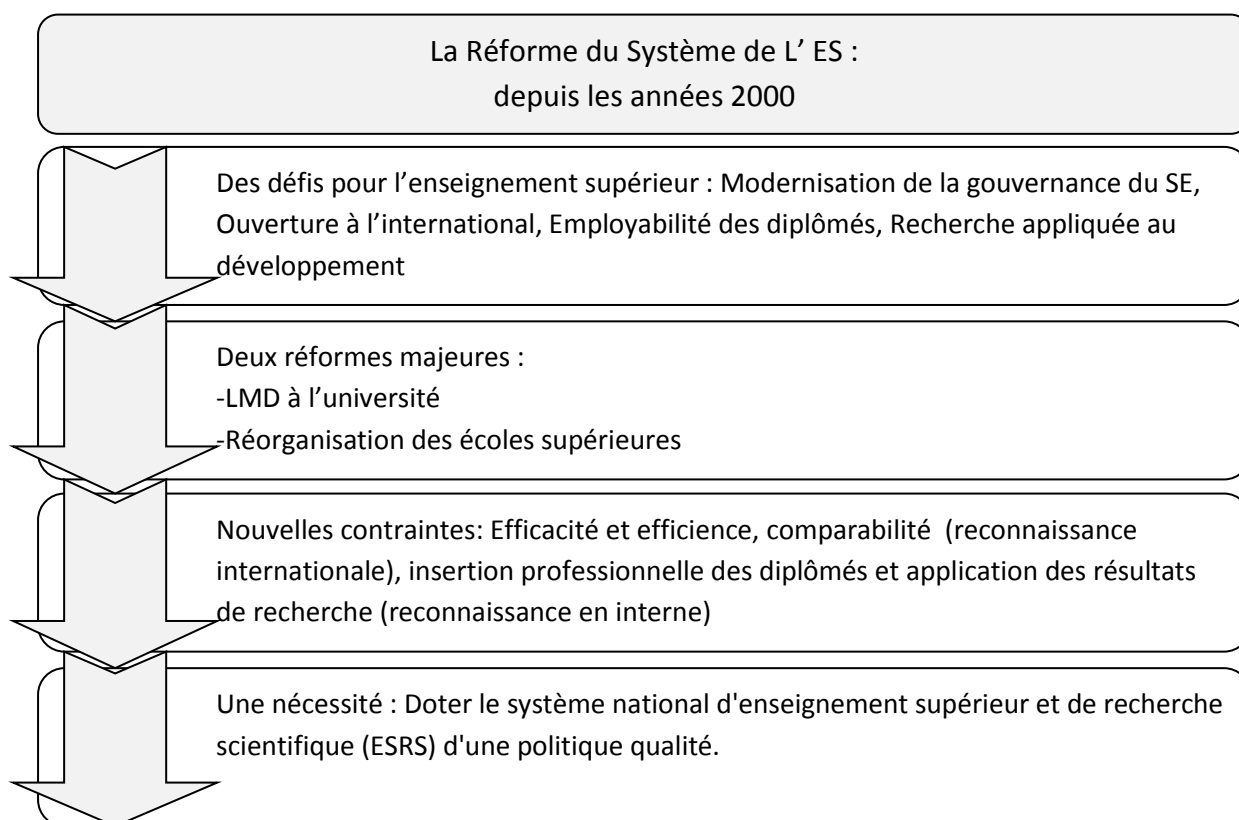 La Réforme du Système de L’ ES :
depuis les années 2000
Des défis pour l’enseignement supérieur : Modernisation de la gouvernance du SE,
Ouverture à l’international, Employabilité des diplômés, Recherche appliquée au
développement
Deux réformes majeures :
-LMD à l’université
-Réorganisation des écoles supérieures
Nouvelles contraintes: Efficacité et efficience, comparabilité (reconnaissance
internationale), insertion professionnelle des diplômés et application des résultats
de recherche (reconnaissance en interne)
Une nécessité : Doter le système national d'enseignement supérieur et de recherche
scientifique (ESRS) d'une politique qualité.